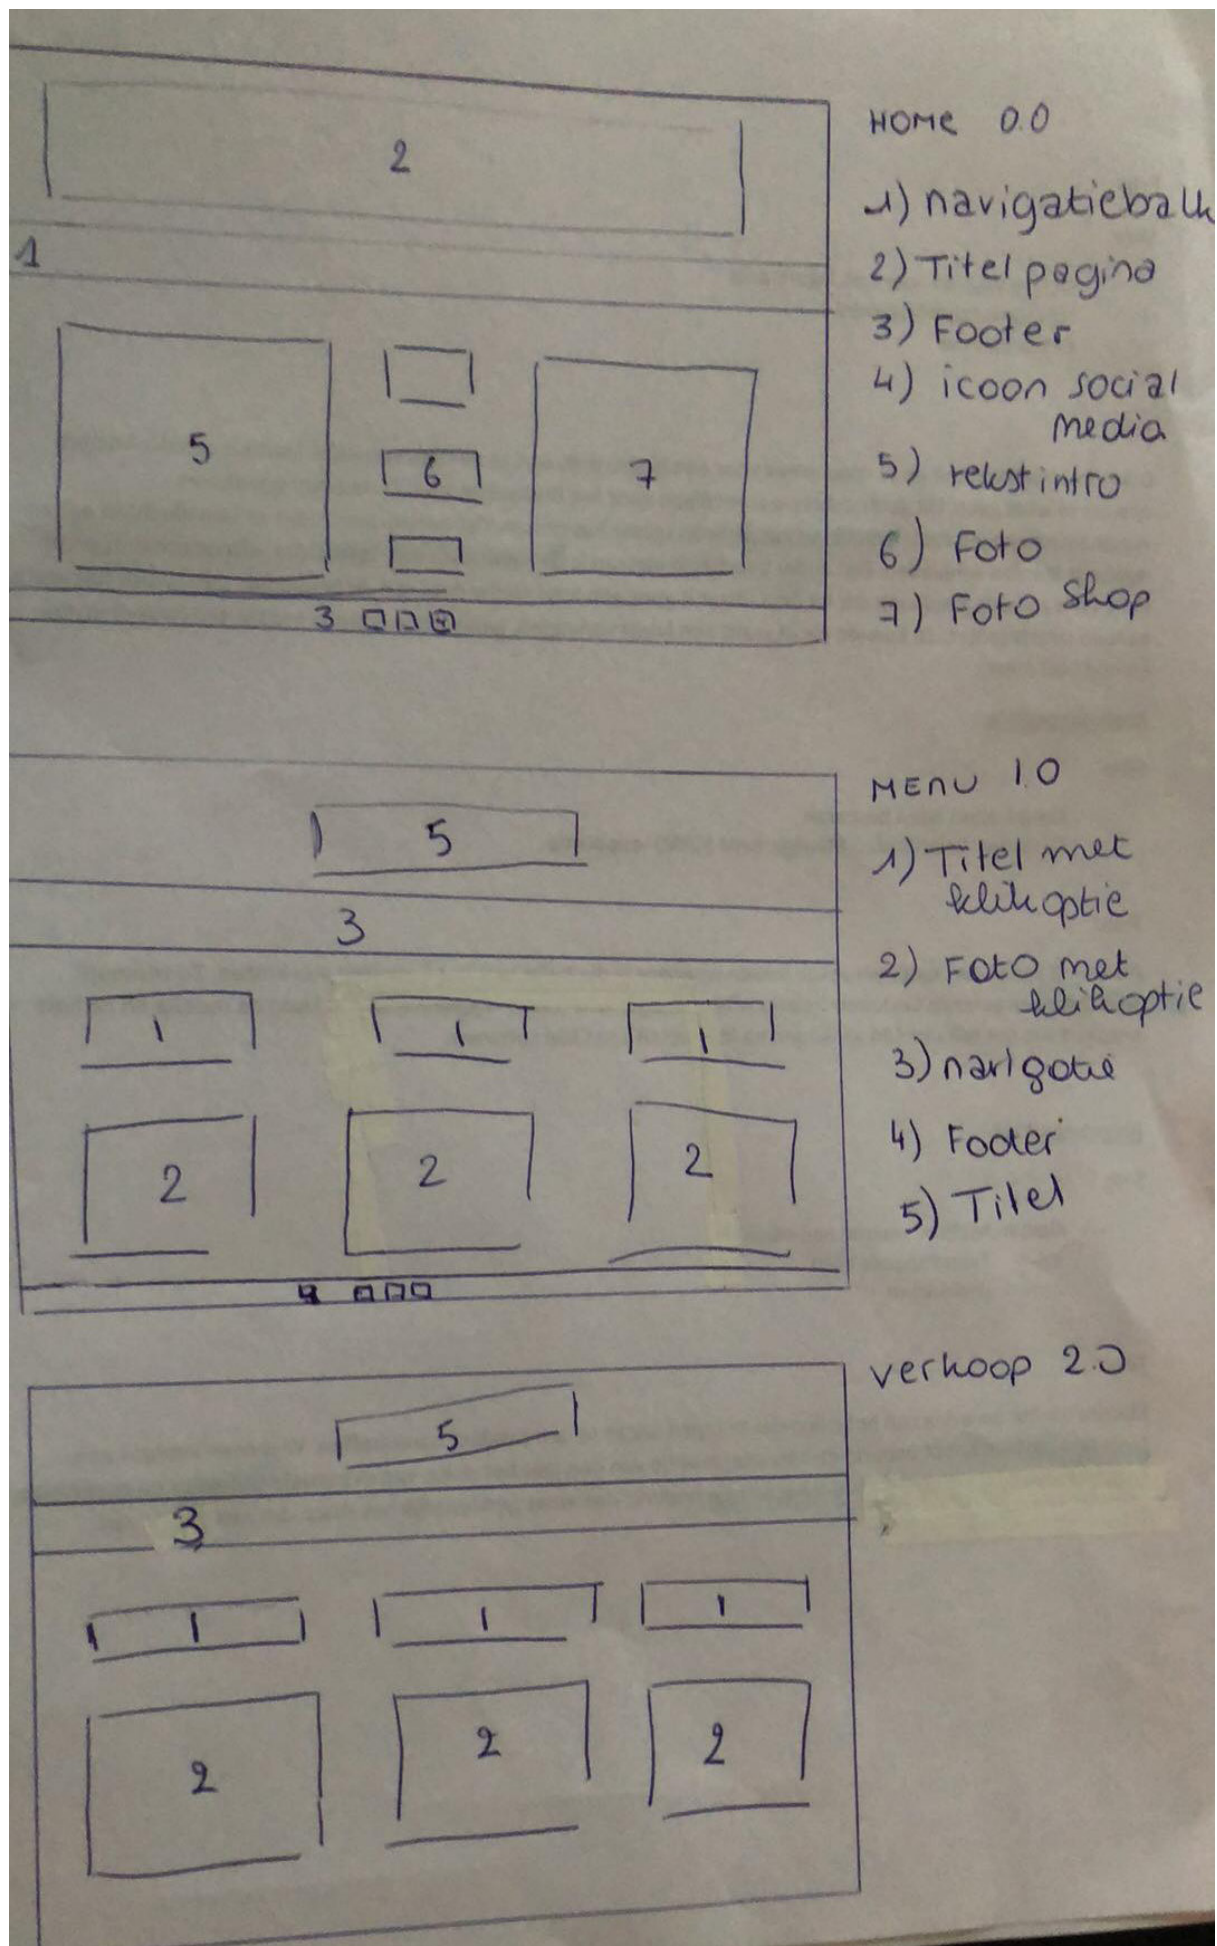 HOME 0.0
2
1) navigatiebalk
1
2) Titel pagina
3) Footer
4) icoon social
media
5
6
7
5) tekst intro
6) Foto
7) Foto shop
3
MENU 1.0
5
1) Titel met
klikoptie
3
2) Foto met
klikoptie
1 1 1
3) navigatie
2 2 2
4) Footer
5) Titel
4
verkoop 2.0
5
3
1 1 1
2 2 2